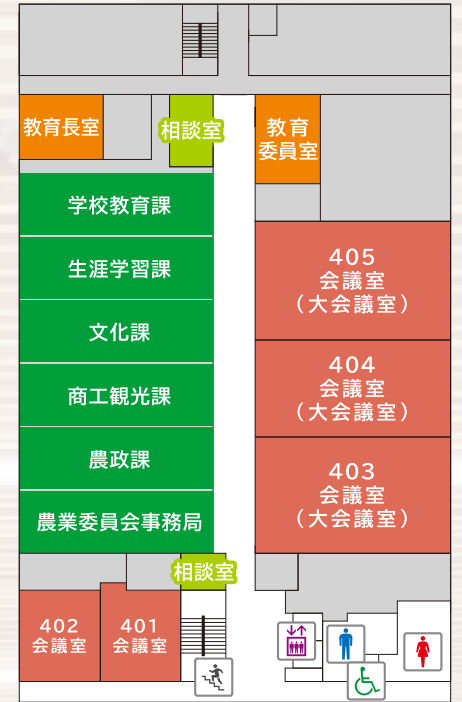 教育長室
相談室
教育
委員室
学校教育課
生涯学習課
文化課
商工観光課
農政課
農業委員会事務局
405
会議室
(大会議室)
404
会議室
(大会議室)
403
会議室
(大会議室)
相談室
402
会議室
401
会議室